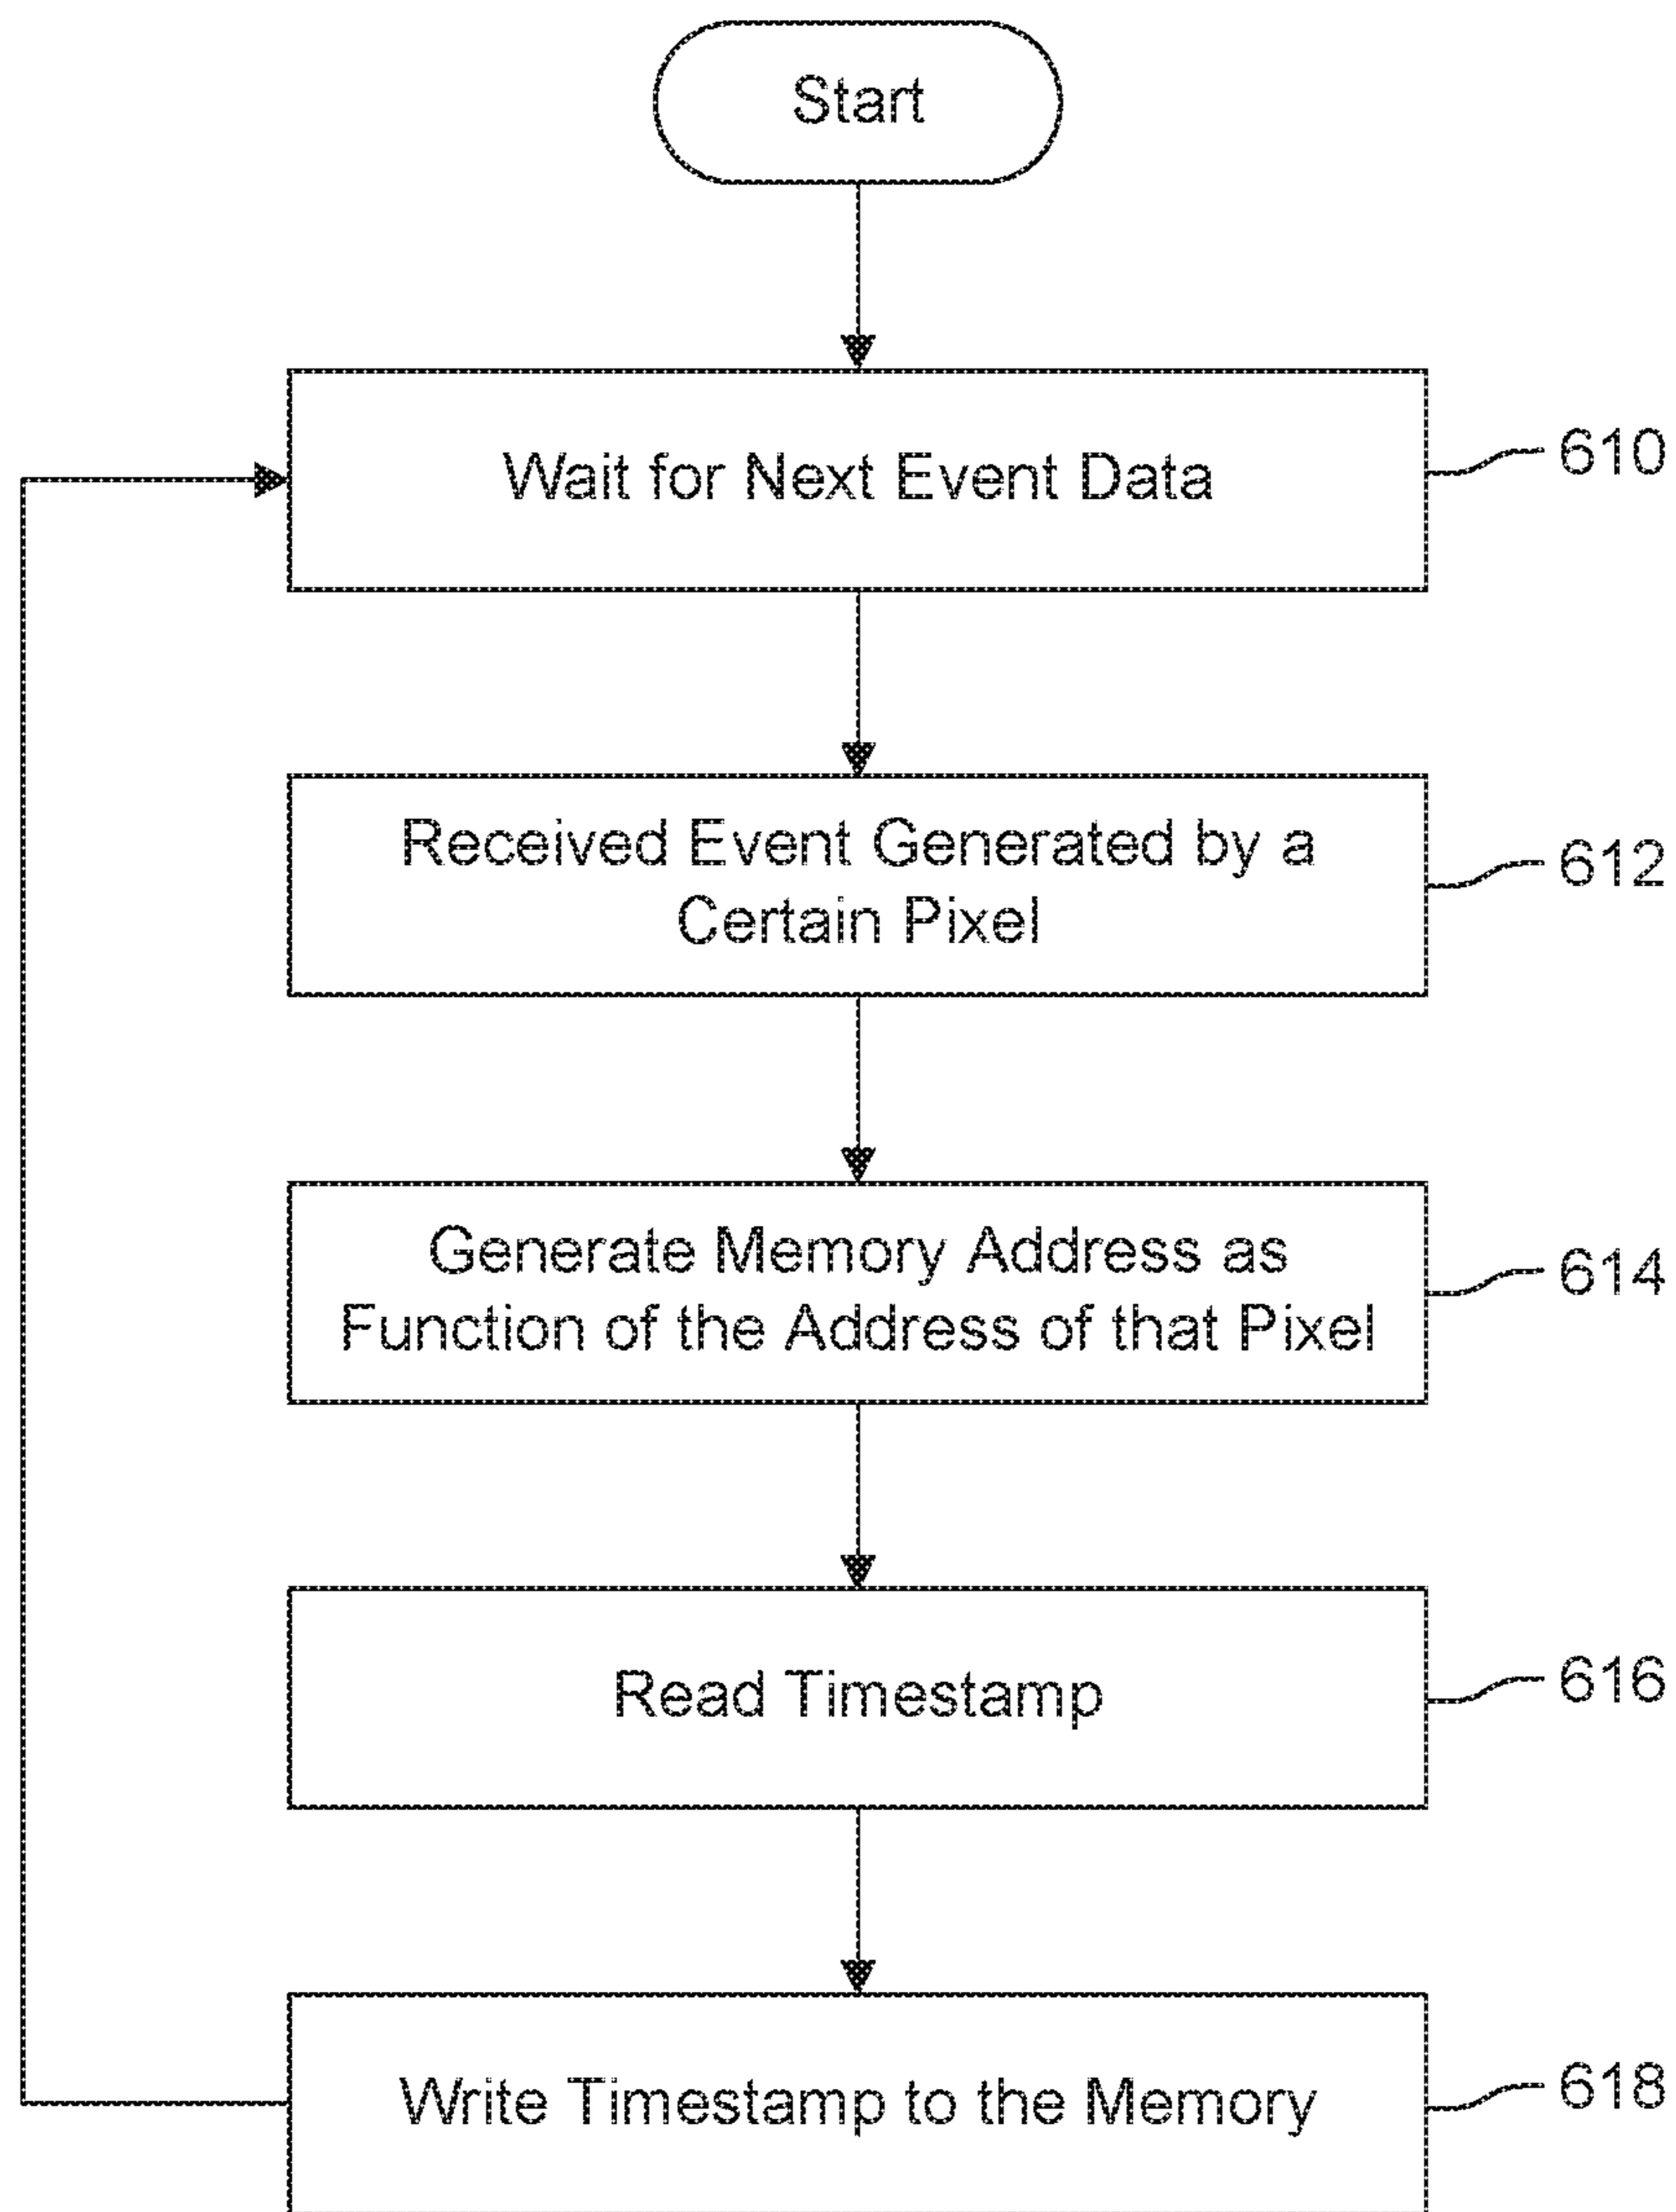 Start
Wait for Next Event Data
610
Received Event Generated by a
Certain Pixel
612
Generate Memory Address as
Function of the Address of that Pixel
614
Read Timestamp
616
Write Timestamp to the Memory
618